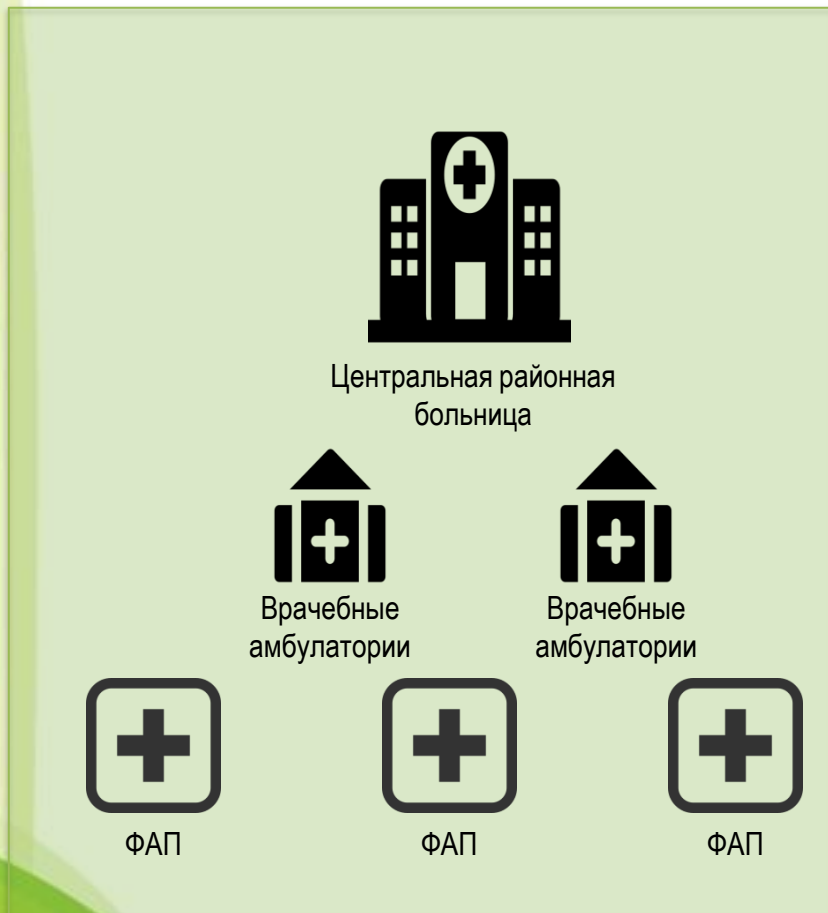 Центральная районная
больница
Врачебные
амбулатории
Врачебные
амбулатории
ФАП
ФАП
ФАП